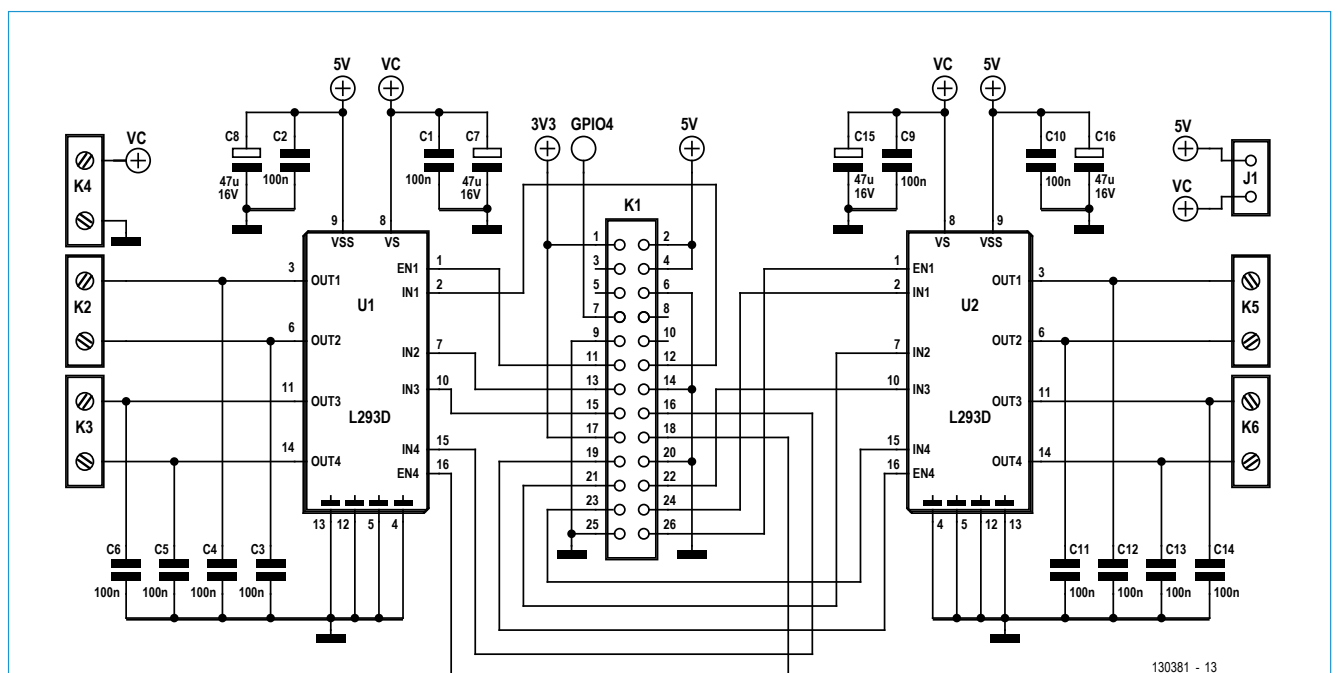 5V VC VC 5V
3V3 GPIO4 5V
VC C8 C2 C1 C7 C15 C9 C10 C16 5V
K4 47u 16V 100n 100n 47u 16V K1 47u 16V 100n 100n 47u 16V VC J1
9 8 8 9
VSS VS VS VSS
1 2
3 OUT1 EN1 1 3 4 1 EN1 OUT1 3
K2 U1 IN1 2 5 6 2 IN1 U2 K5
7 8
6 OUT2 9 10 OUT2 6
IN2 7 11 12 7 IN2
11 OUT3 IN3 10 13 14 10 IN3 OUT3 11
K3 L293D 15 16 L293D K6
14 OUT4 IN4 15 17 18 15 IN4 OUT4 14
EN4 16 19 20 16 EN4
21 22
13 12 5 4 23 24 4 5 12 13
25 26
C6 C5 C4 C3 C11 C12 C13 C14
100n 100n 100n 100n 100n 100n 100n 100n
130381 - 13